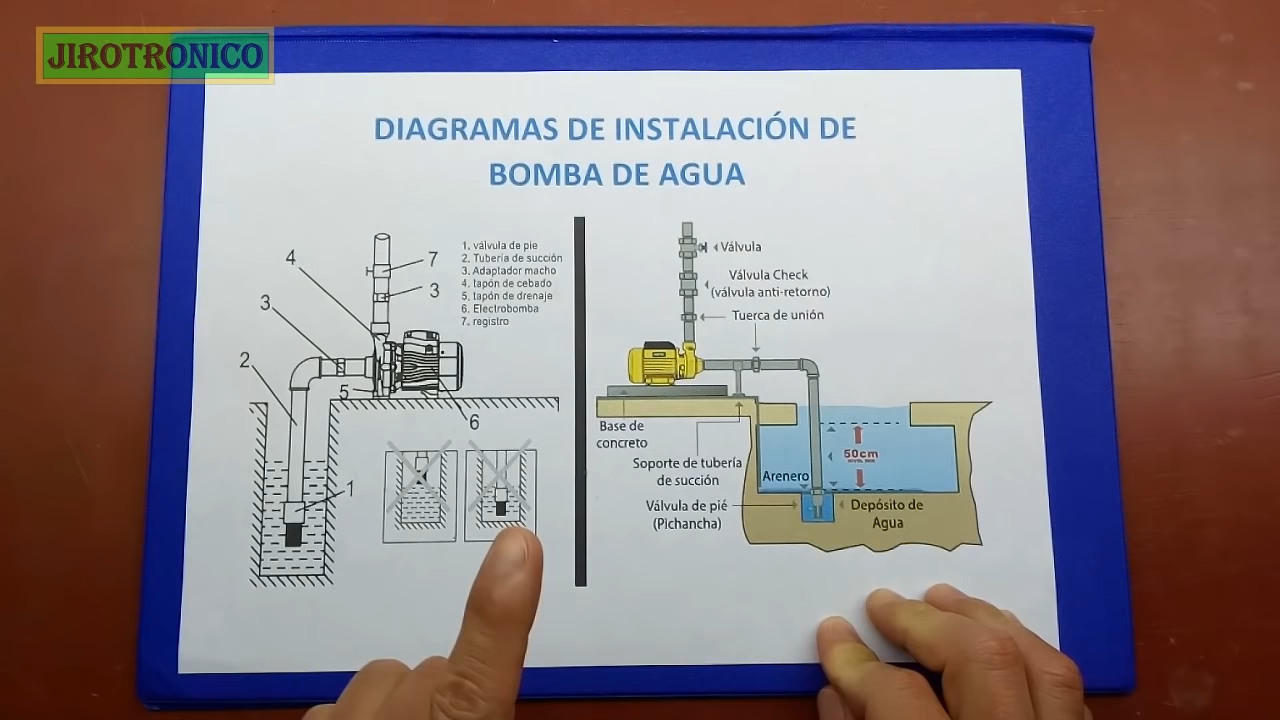 JIROTRONICO
DIAGRAMAS DE INSTALACIÓN DE
BOMBA DE AGUA
1, válvula de pie
2. Tubería de succión
3. Adaptador macho
4. tapón de cebado
5. tapón de drenaje
6. Electrobomba
7. registro
4
7
3
3
2
5
6
1
Válvula
Válvula Check
(válvula anti-retorno)
Tuerca de unión
Base de
concreto
Soporte de tubería
de succión
Arenero
50cm
Válvula de pié
(Pichancha)
Depósito de
Agua